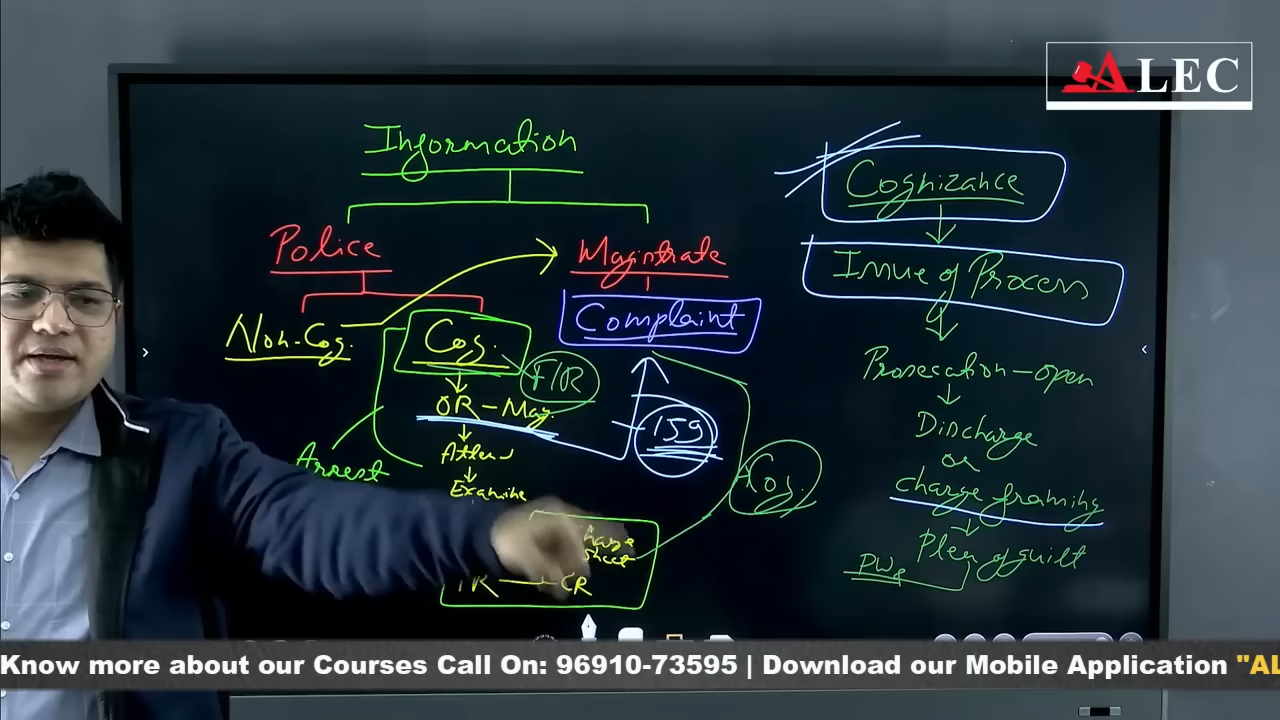 ALEC
Information
Police
Magistrate
Non-Cog.
Cog.
FIR
Complaint
OR - Mag.
159
Arrest
Examine
Cog.
Sheet
CR
Cognizance
Issue of Process
Prosecution - open
Discharge
or
charge framing
Plea of guilt
PWs
Know more about our Courses Call On: 96910-73595 | Download our Mobile Application "AL